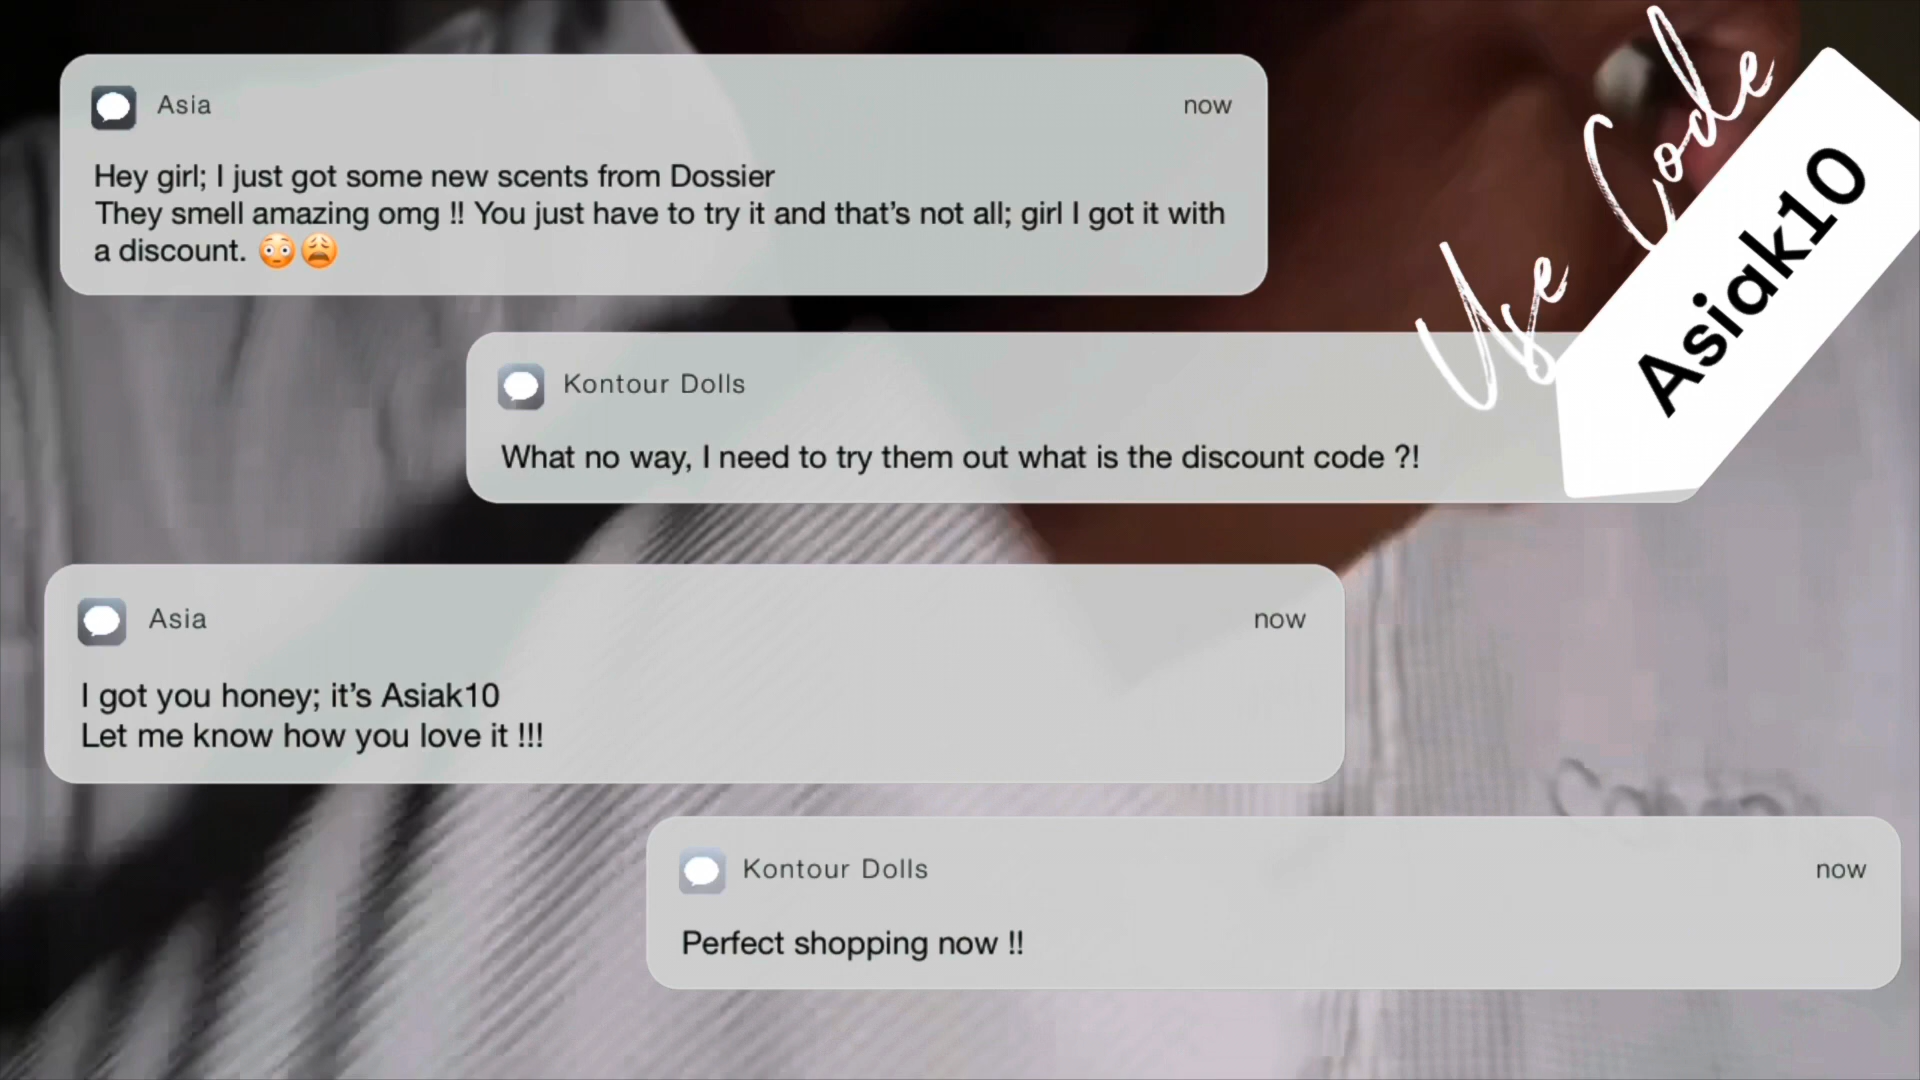 Asia
now
Hey girl; I just got some new scents from Dossier
They smell amazing omg !! You just have to try it and that’s not all; girl I got it with
a discount. 😳😩
Use Code
Asiak10
Kontour Dolls
What no way, I need to try them out what is the discount code ?!
Asia
now
I got you honey; it’s Asiak10
Let me know how you love it !!!
Kontour Dolls
now
Perfect shopping now !!